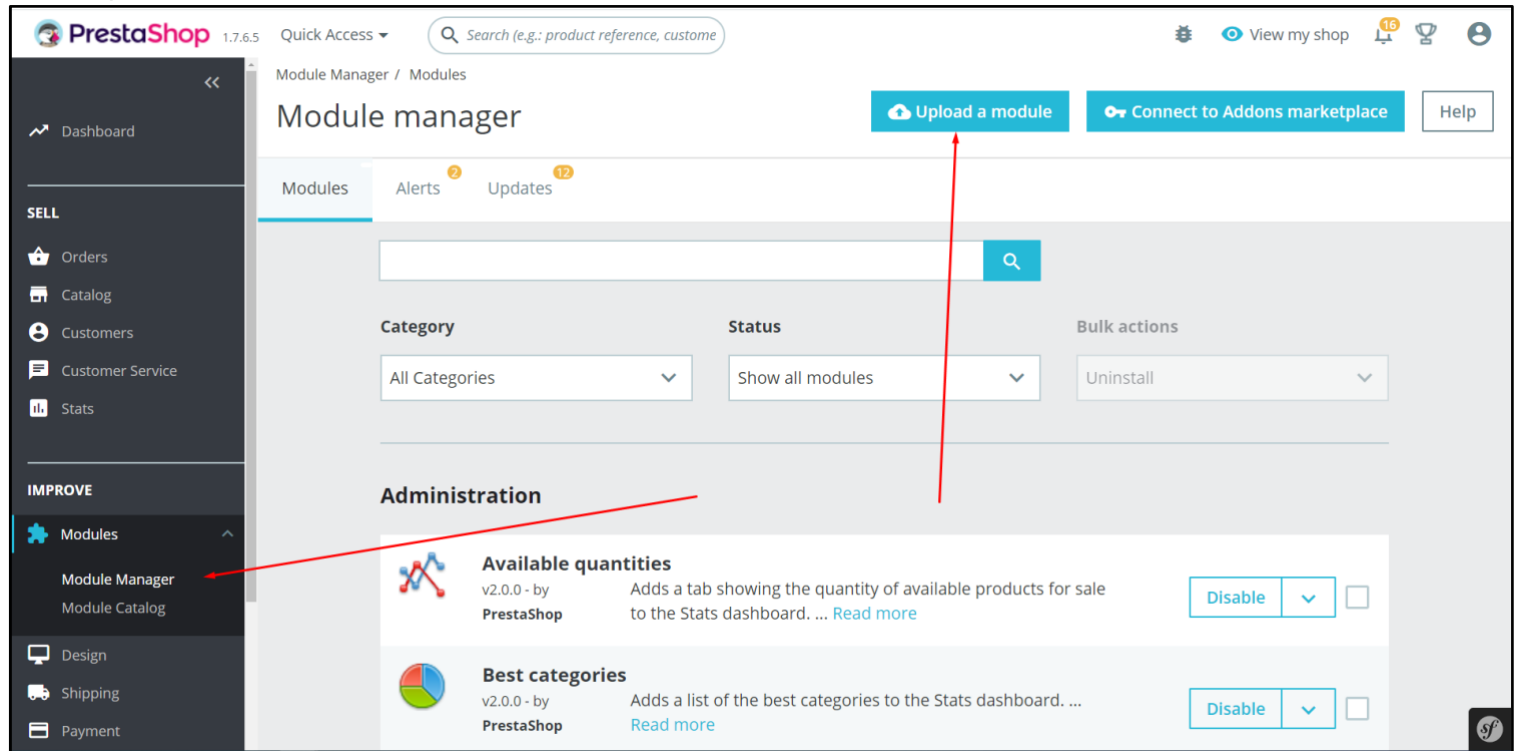 PrestaShop 1.7.6.5 Quick Access Search (e.g.: product reference, custome View my shop 16
Module Manager / Modules
Module manager
Upload a module
Connect to Addons marketplace
Help
Dashboard
SELL
Orders
Catalog
Customers
Customer Service
Stats
IMPROVE
Modules
Module Manager
Module Catalog
Design
Shipping
Payment
Modules Alerts 2 Updates 12
Category
All Categories
Status
Show all modules
Bulk actions
Uninstall
Administration
Available quantities
v2.0.0 - by
PrestaShop
Adds a tab showing the quantity of available products for sale
to the Stats dashboard. ... Read more
Disable
Best categories
v2.0.0 - by
PrestaShop
Adds a list of the best categories to the Stats dashboard. ...
Read more
Disable
sf